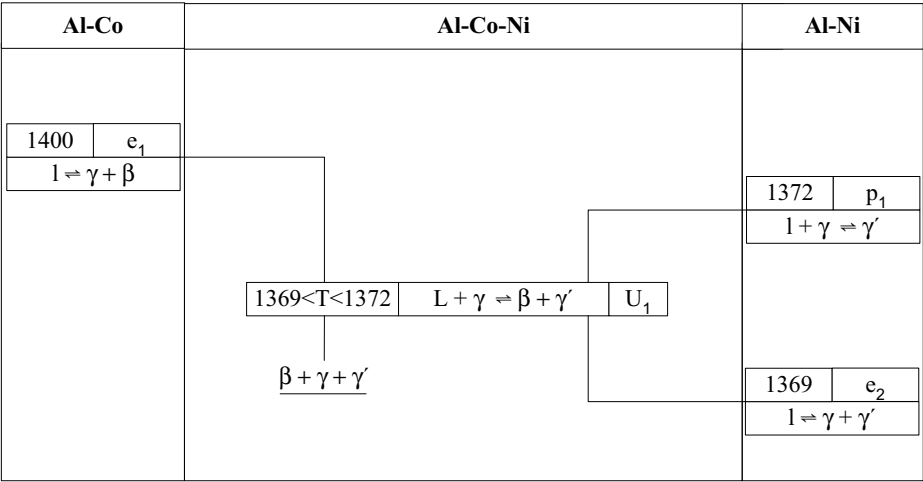 Al-Co Al-Co-Ni Al-Ni
1400 e₁
l ⇌ γ + β
1372 p₁
l + γ ⇌ γ´
1369<T<1372 L + γ ⇌ β + γ´ U₁
β + γ + γ´
1369 e₂
l ⇌ γ + γ´